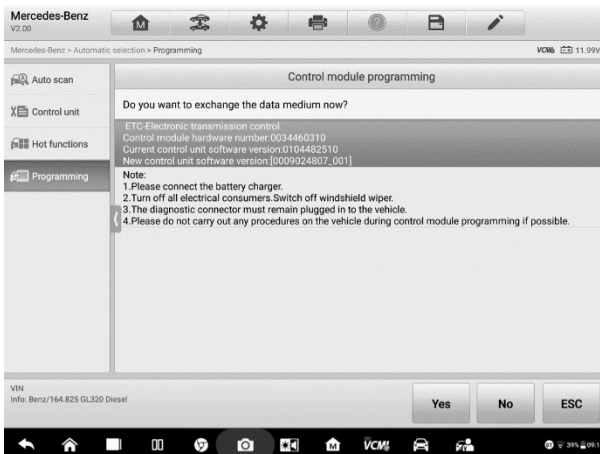 Mercedes-Benz
V2.00
M
?
Mercedes-Benz > Automatic selection > Programming
VCMI 11.99V
Auto scan
Control unit
Hot functions
Programming
Control module programming
Do you want to exchange the data medium now?
ETC-Electronic transmission control
Control module hardware number:0034460310
Current control unit software version:0104482510
New control unit software version:[0009024807_001]
Note:
1.Please connect the battery charger.
2.Turn off all electrical consumers.Switch off windshield wiper.
3.The diagnostic connector must remain plugged in to the vehicle.
4.Please do not carry out any procedures on the vehicle during control module programming if possible.
VIN
Info: Benz/164.825 GL320 Diesel
Yes
No
ESC
M
VCMI
39%
09:1